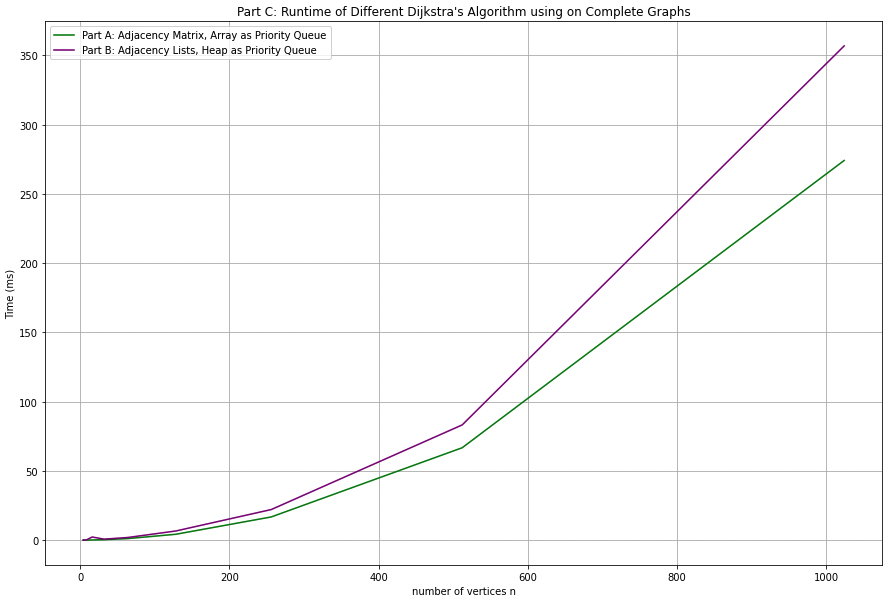 Part C: Runtime of Different Dijkstra's Algorithm using on Complete Graphs
Part A: Adjacency Matrix, Array as Priority Queue
Part B: Adjacency Lists, Heap as Priority Queue
350
300
250
200
150
100
50
0
Time (ms)
0 200 400 600 800 1000
number of vertices n